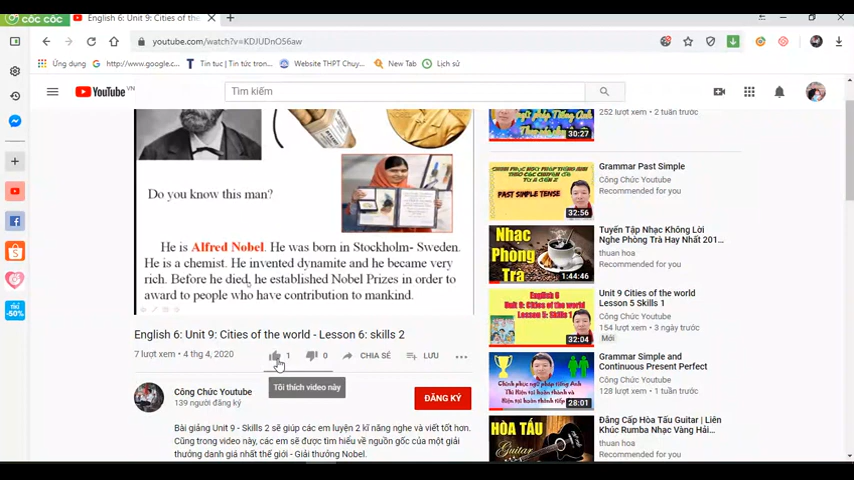 cốc cốc
English 6: Unit 9: Cities of the
youtube.com/watch?v=KDJUDnO56aw
Ứng dụng
http://www.google.c...
Tin tuc | Tin tức tron...
Website THPT Chuy...
New Tab
Lịch sử
YouTube VN
Tìm kiếm
Do you know this man?
He is Alfred Nobel. He was born in Stockholm- Sweden.
He is a chemist. He invented dynamite and he became very
rich. Before he died, he established Nobel Prizes in order to
award to people who have contribution to mankind.
English 6: Unit 9: Cities of the world - Lesson 6: skills 2
7 lượt xem • 4 thg 4, 2020
1
0
CHIA SẺ
LƯU
Tôi thích video này
Công Chức Youtube
139 người đăng ký
ĐĂNG KÝ
Bài giảng Unit 9 - Skills 2 sẽ giúp các em luyện 2 kĩ năng nghe và viết tốt hơn.
Cũng trong video này, các em sẽ được tìm hiểu về nguồn gốc của một giải
thưởng danh giá nhất thế giới - Giải thưởng Nobel.
252 lượt xem • 2 tuần trước
30:27
PAST SIMPLE TENSE
32:56
Grammar Past Simple
Công Chức Youtube
Recommended for you
Nhạc
Phòng
Trà
1:44:46
Tuyển Tập Nhạc Không Lời
Nghe Phòng Trà Hay Nhất 201...
thuan hoa
Recommended for you
English 6
Unit 9: Cities of the world
Lesson 5: Skills 1
32:04
Unit 9 Cities of the world
Lesson 5 Skills 1
Công Chức Youtube
154 lượt xem • 3 ngày trước
Mới
28:01
Grammar Simple and
Continuous Present Perfect
Công Chức Youtube
128 lượt xem • 1 tuần trước
HÒA TẤU
Guitar
Đẳng Cấp Hòa Tấu Guitar | Liên
Khúc Rumba Nhạc Vàng Hải...
thuan hoa
Recommended for you
TIKI
-50%